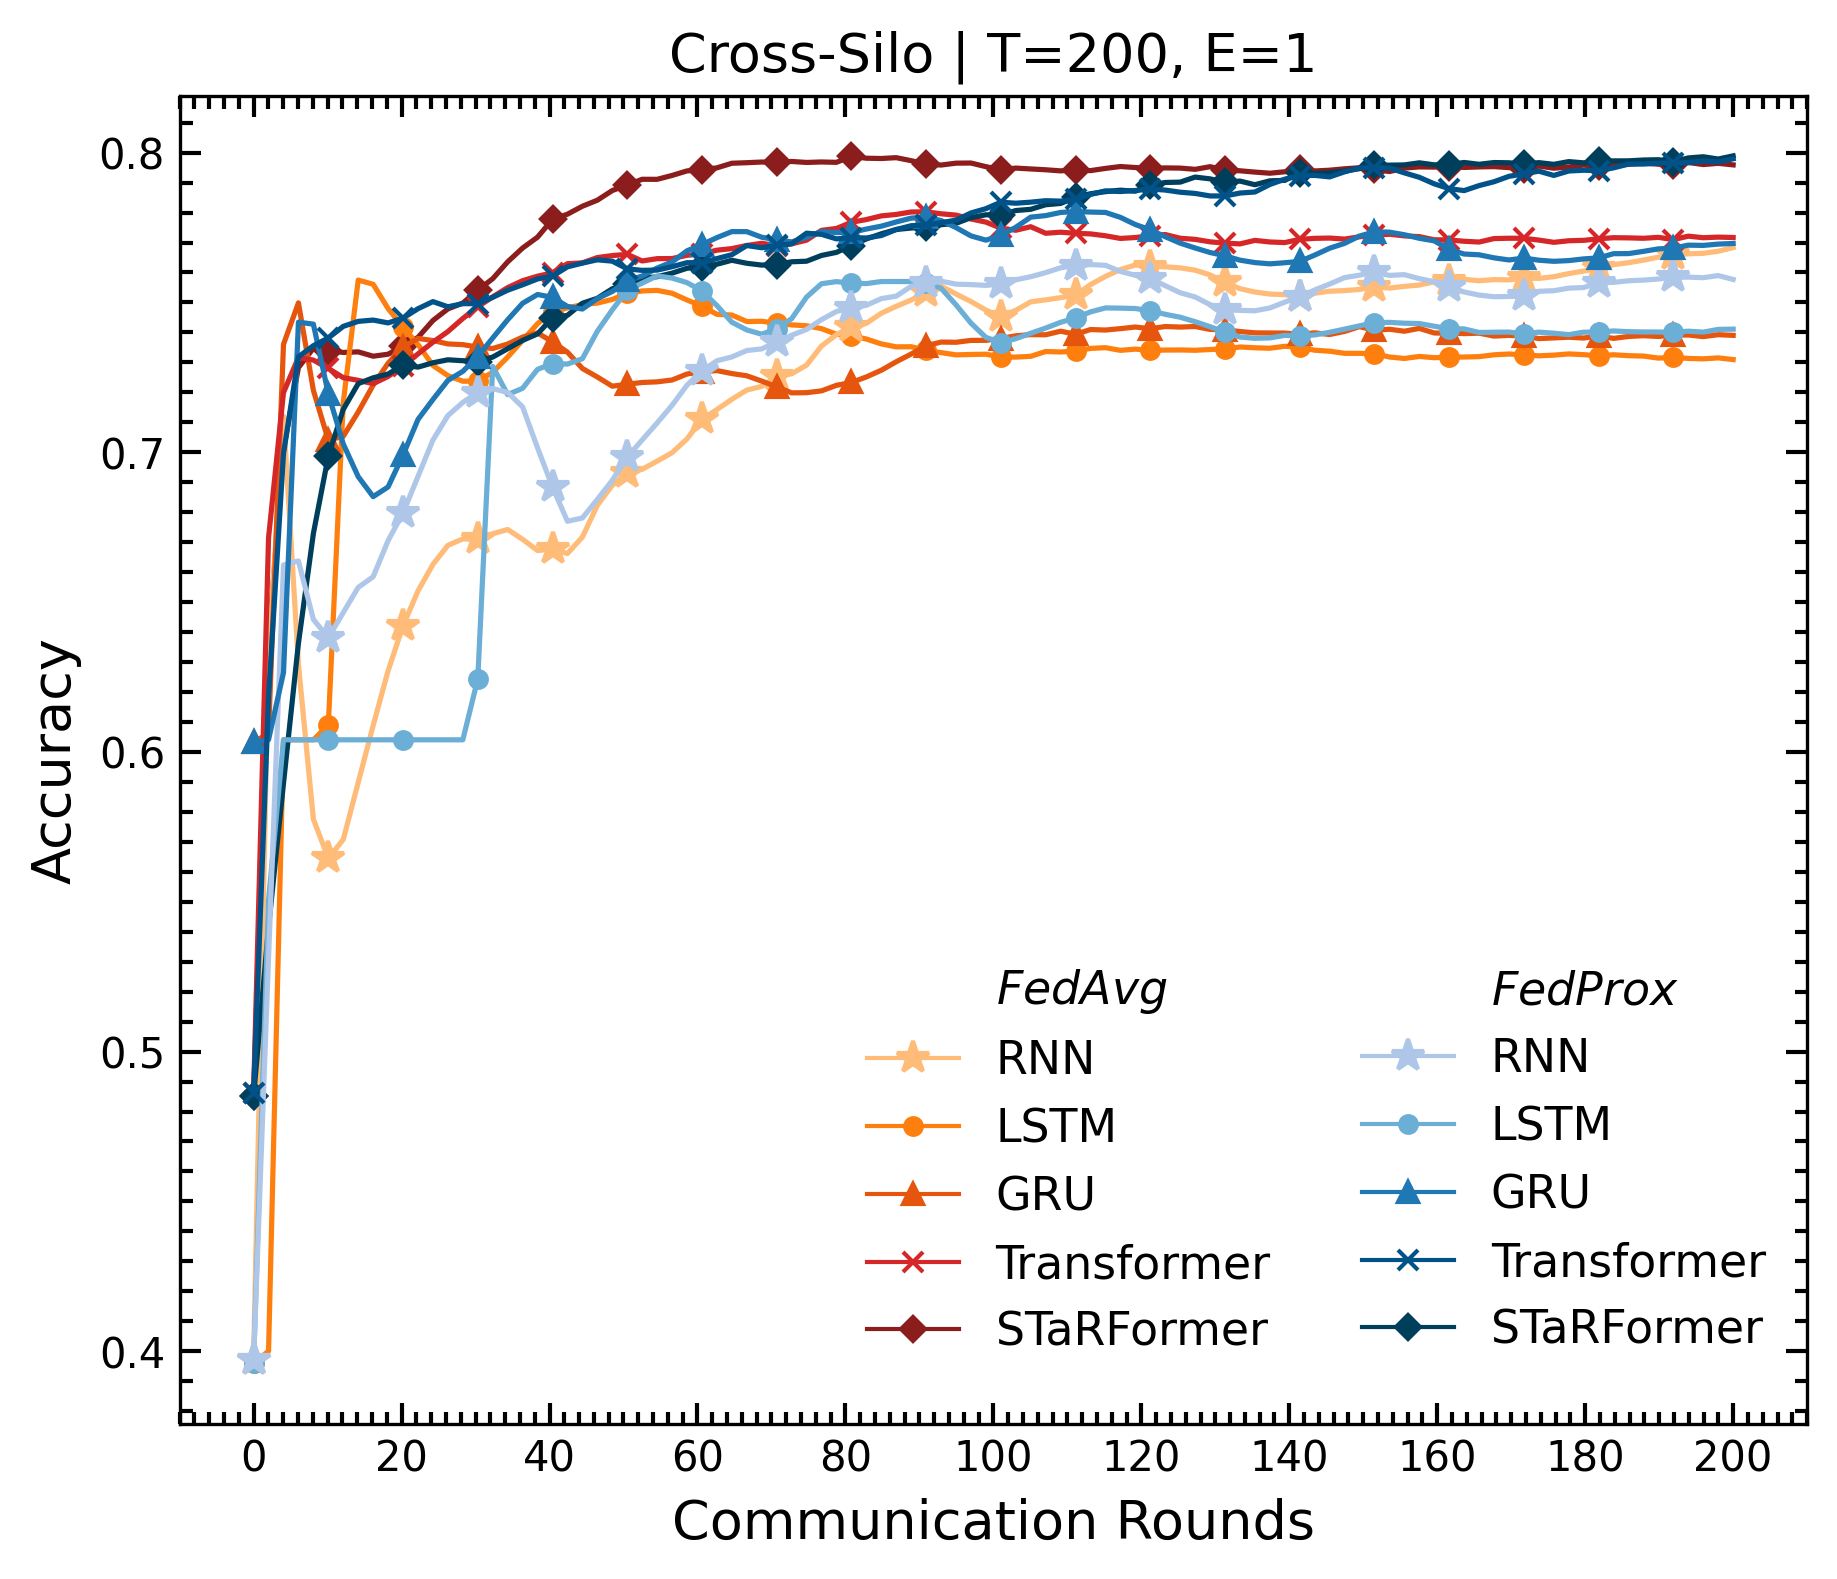 Cross-Silo | T=200, E=1
Accuracy
0.8
0.7
0.6
0.5
0.4
FedAvg
RNN
LSTM
GRU
Transformer
STaRFormer
FedProx
RNN
LSTM
GRU
Transformer
STaRFormer
0 20 40 60 80 100 120 140 160 180 200
Communication Rounds